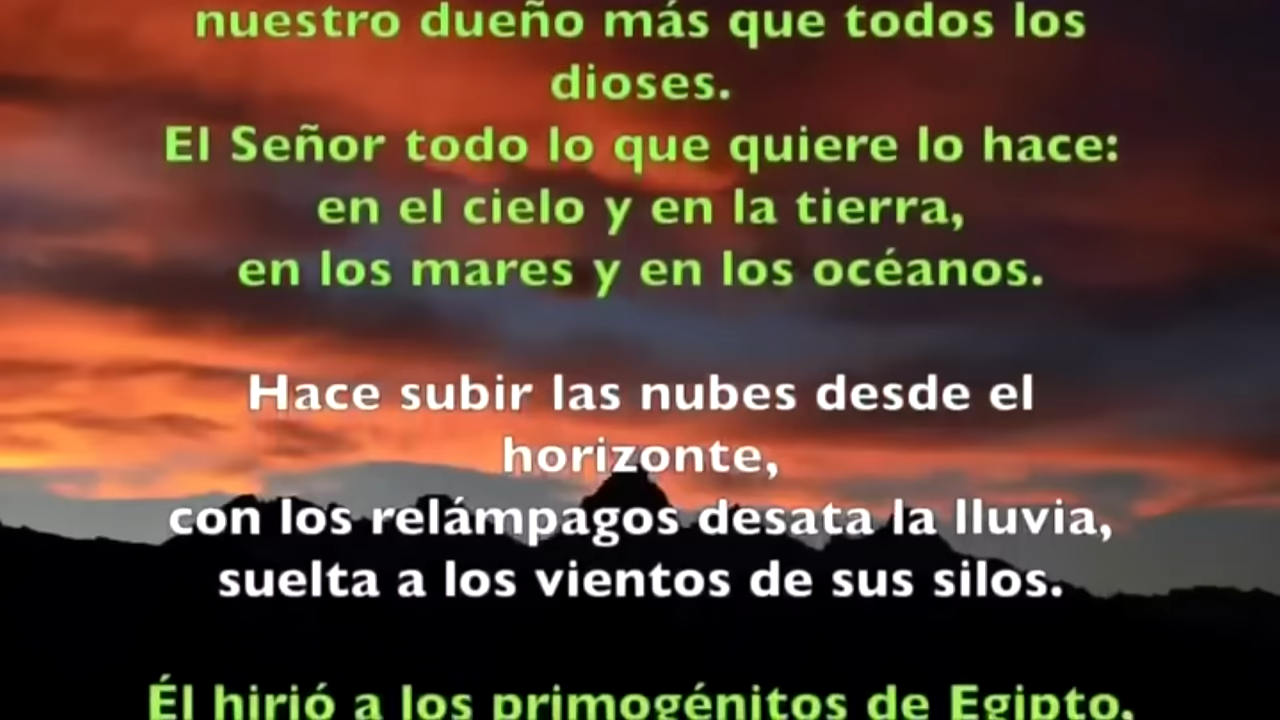 nuestro dueño más que todos los
dioses.
El Señor todo lo que quiere lo hace:
en el cielo y en la tierra,
en los mares y en los océanos.
Hace subir las nubes desde el
horizonte,
con los relámpagos desata la lluvia,
suelta a los vientos de sus silos.
Él hirió a los primogénitos de Egipto,